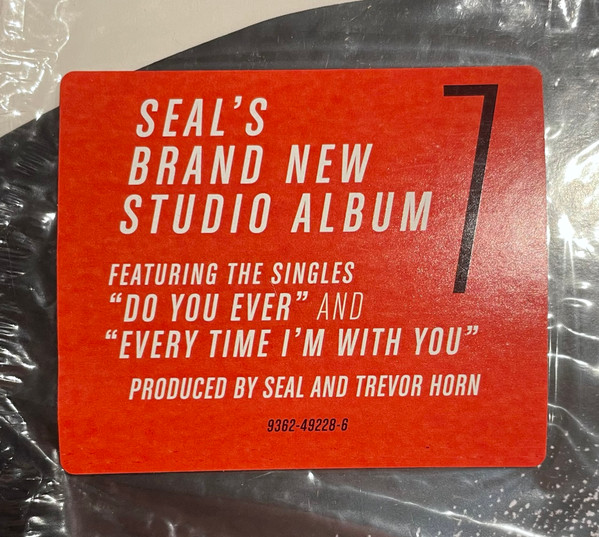 SEAL'S
BRAND NEW
STUDIO ALBUM
7
FEATURING THE SINGLES
“DO YOU EVER” AND
“EVERY TIME I'M WITH YOU”
PRODUCED BY SEAL AND TREVOR HORN
9362-49228-6